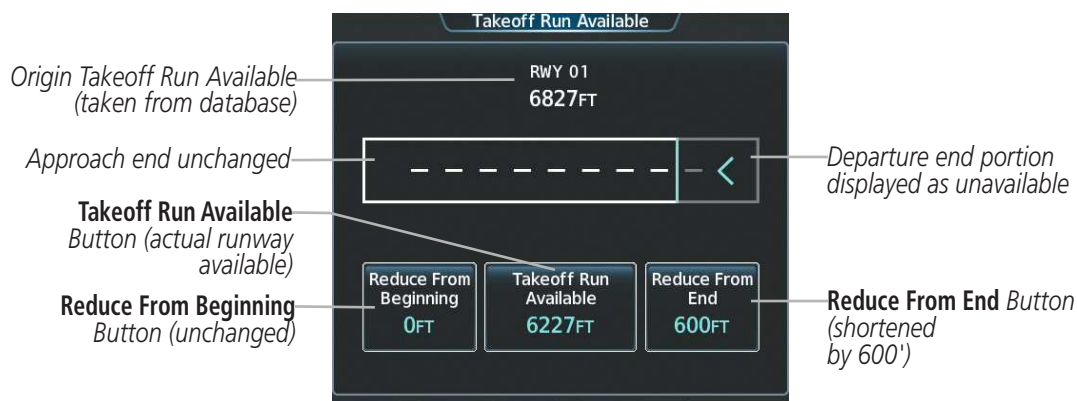 Takeoff Run Available
Origin Takeoff Run Available
(taken from database)
RWY 01
6827FT
Approach end unchanged
Departure end portion
displayed as unavailable
Takeoff Run Available
Button (actual runway
available)
Reduce From Beginning
Button (unchanged)
Reduce From
Beginning
0FT
Takeoff Run
Available
6227FT
Reduce From
End
600FT
Reduce From End Button
(shortened
by 600')